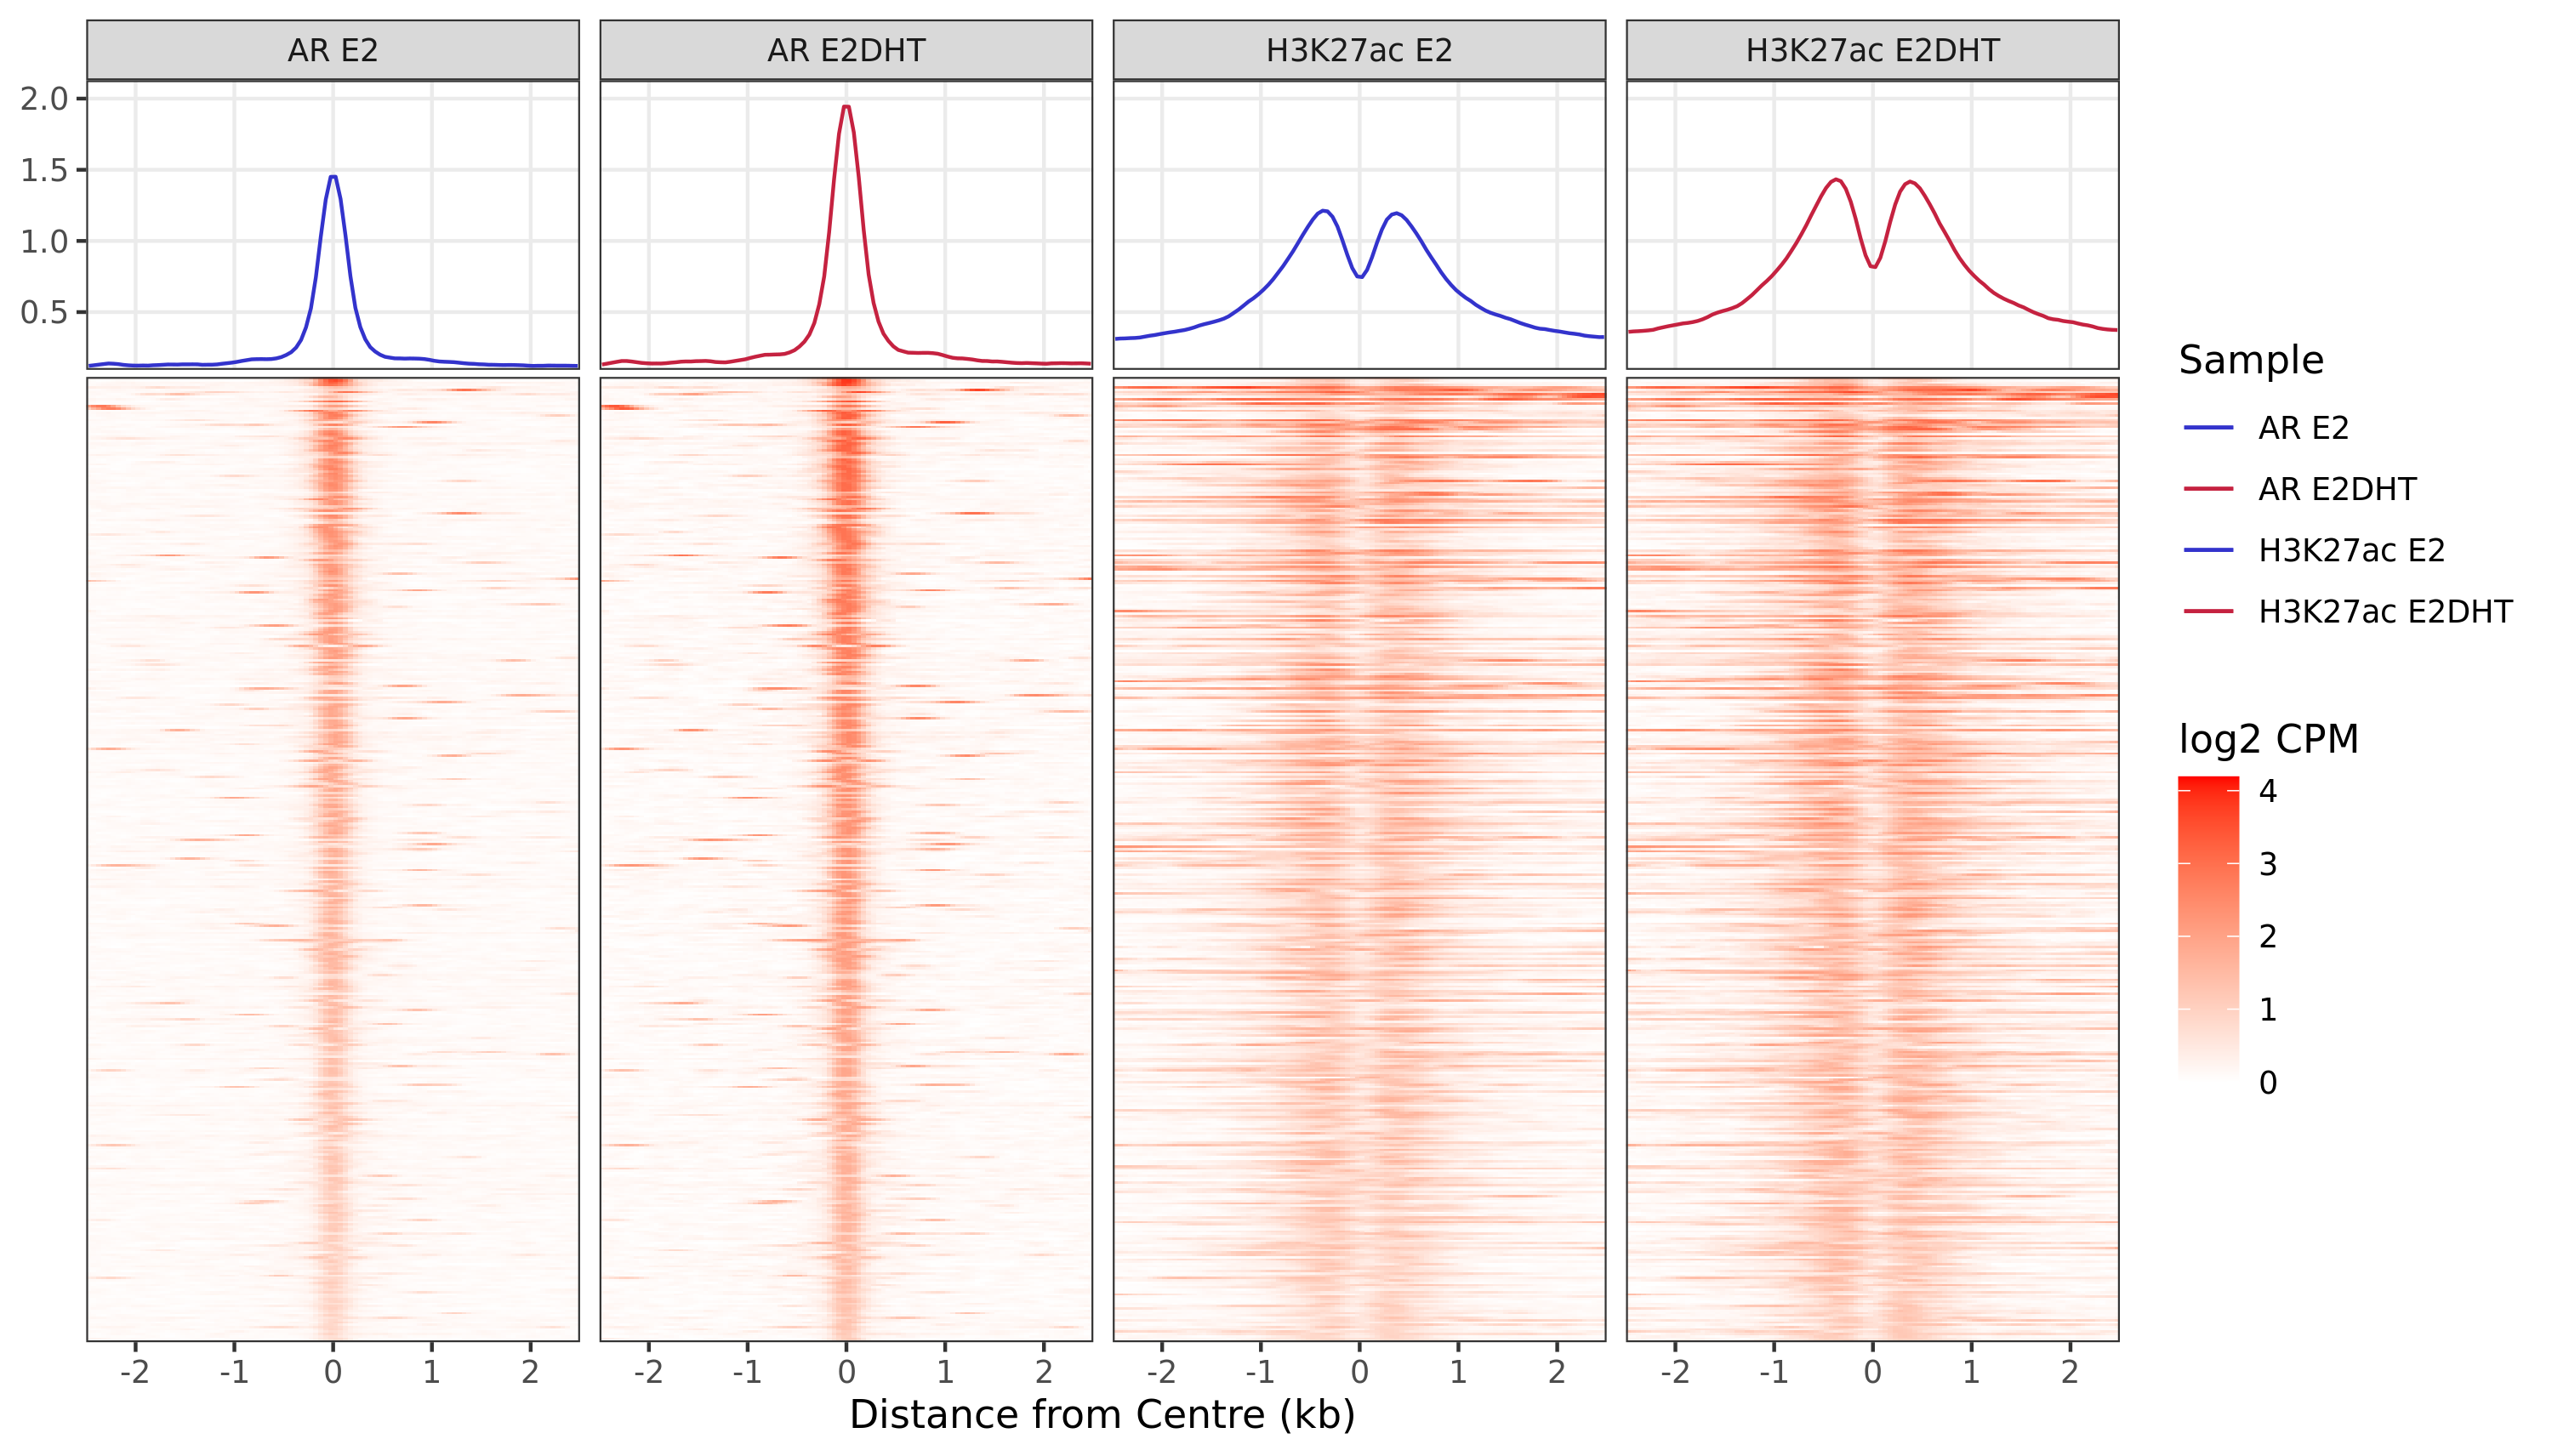 AR E2
AR E2DHT
H3K27ac E2
H3K27ac E2DHT
2.0
1.5
1.0
0.5
-2 -1 0 1 2
-2 -1 0 1 2
-2 -1 0 1 2
-2 -1 0 1 2
Distance from Centre (kb)
Sample
AR E2
AR E2DHT
H3K27ac E2
H3K27ac E2DHT
log2 CPM
4
3
2
1
0